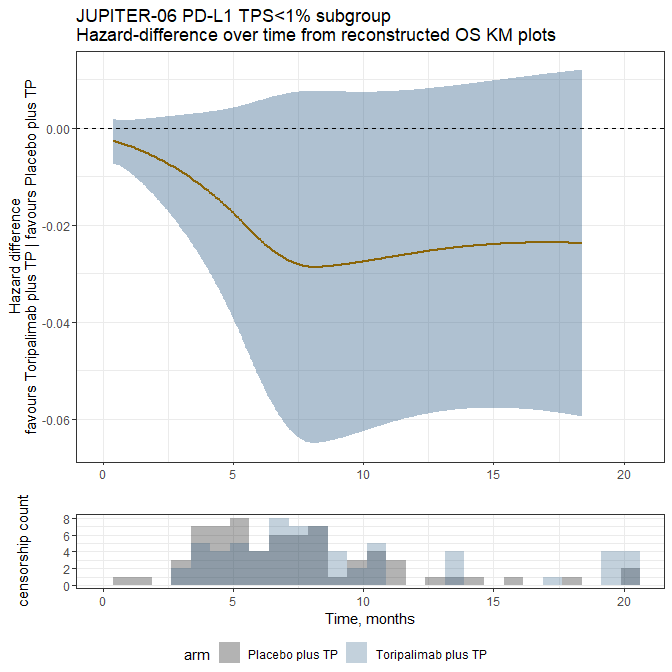 JUPITER-06 PD-L1 TPS<1% subgroup
Hazard-difference over time from reconstructed OS KM plots
Hazard difference
favours Toripalimab plus TP | favours Placebo plus TP
0.00
-0.02
-0.04
-0.06
0 5 10 15 20
censorship count
8
6
4
2
0
0 5 10 15 20
Time, months
arm Placebo plus TP Toripalimab plus TP